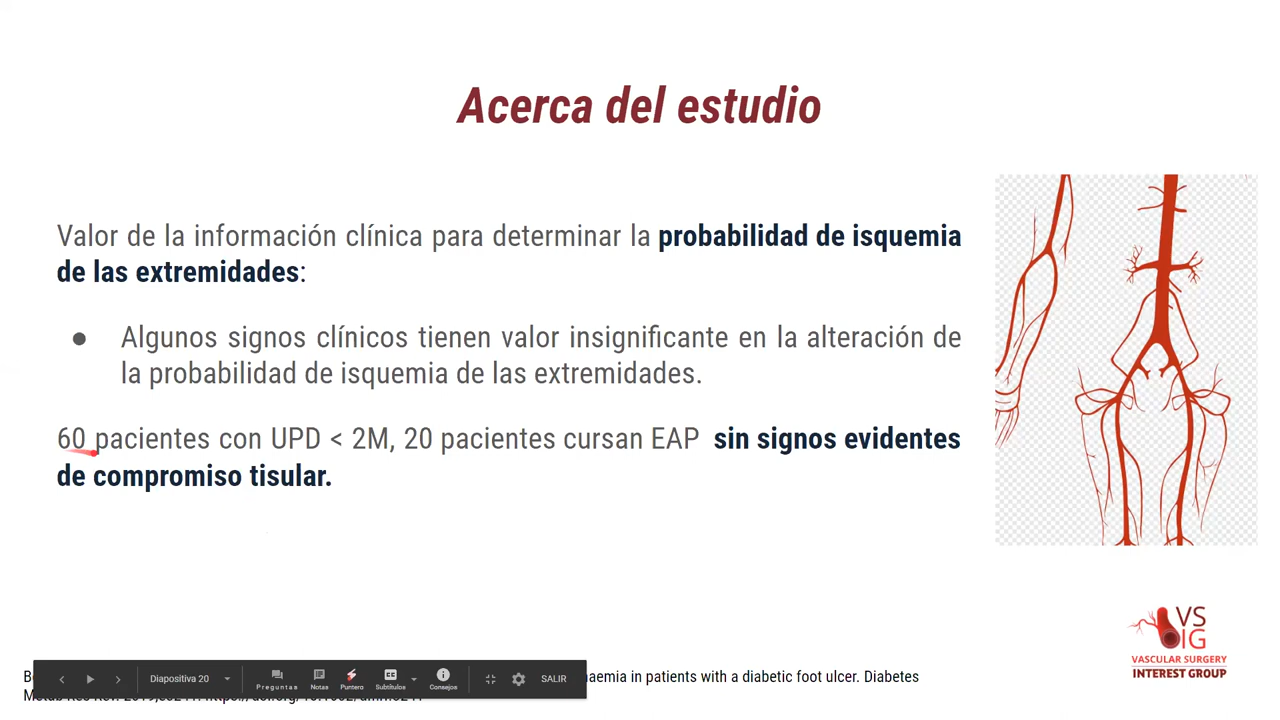 Acerca del estudio
Valor de la información clínica para determinar la probabilidad de isquemia
de las extremidades:
● Algunos signos clínicos tienen valor insignificante en la alteración de
la probabilidad de isquemia de las extremidades.
60 pacientes con UPD < 2M, 20 pacientes cursan EAP sin signos evidentes
de compromiso tisular.
VS
IG
VASCULAR SURGERY
INTEREST GROUP
in patients with a diabetic foot ulcer. Diabetes
Diapositiva 20
Preguntas
Notas
Puntero
Subtítulos
Consejos
SALIR